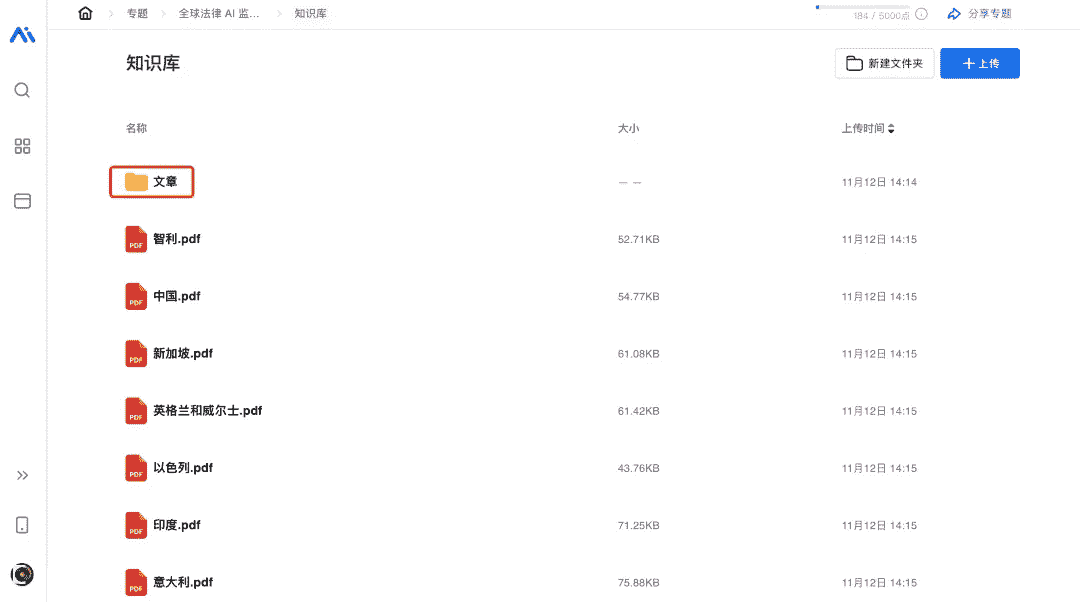 专题 全球法律 AI 监... 知识库 184 / 5000点 分享专题
知识库 新建文件夹 上传
名称 大小 上传时间
文章 — — 11月12日 14:14
PDF 智利.pdf 52.71KB 11月12日 14:15
PDF 中国.pdf 54.77KB 11月12日 14:15
PDF 新加坡.pdf 61.08KB 11月12日 14:15
PDF 英格兰和威尔士.pdf 61.42KB 11月12日 14:15
PDF 以色列.pdf 43.76KB 11月12日 14:15
PDF 印度.pdf 71.25KB 11月12日 14:15
PDF 意大利.pdf 75.88KB 11月12日 14:15